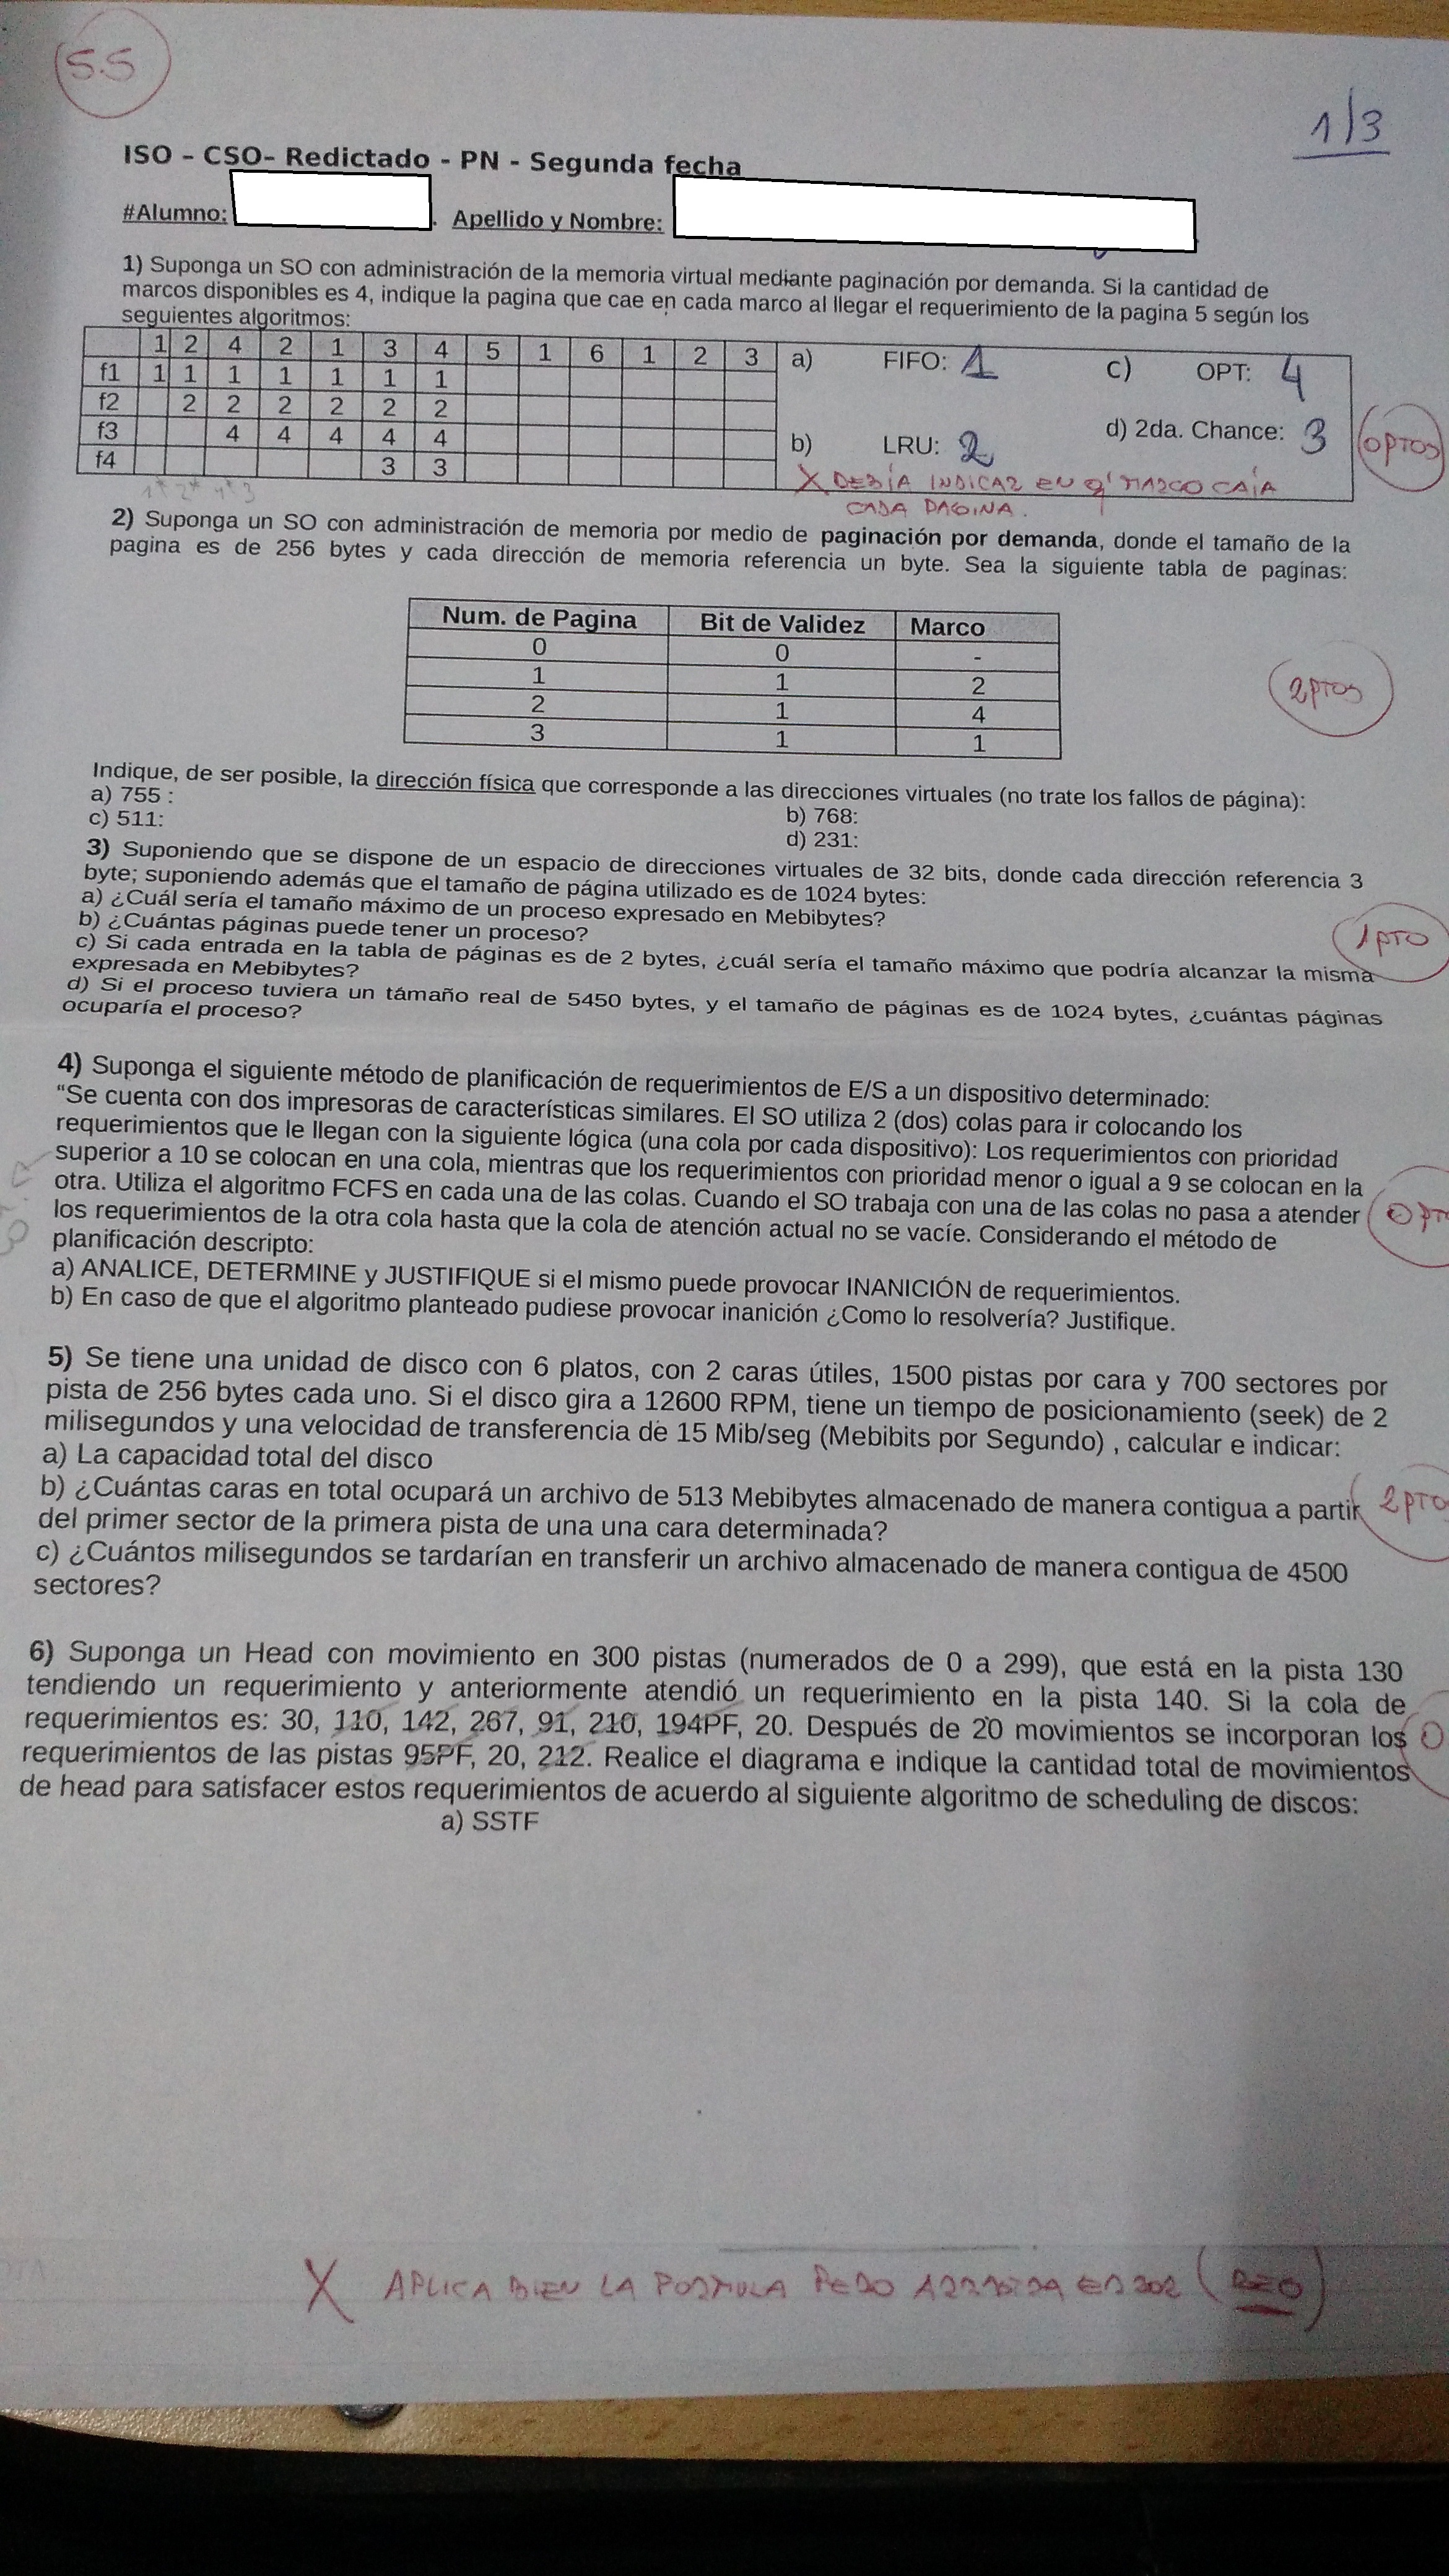 5.5
1/3
ISO - CSO- Redictado - PN - Segunda fecha
#Alumno: . Apellido y Nombre:
1) Suponga un SO con administración de la memoria virtual mediante paginación por demanda. Si la cantidad de
marcos disponibles es 4, indique la pagina que cae en cada marco al llegar el requerimiento de la pagina 5 según los
seguientes algoritmos:
1 2 4 2 1 3 4 5 1 6 1 2 3
f1 1 1 1 1 1 1 1
f2 2 2 2 2 2 2
f3 4 4 4 4 4
f4 3 3
a) FIFO: 1 c) OPT: 4
b) LRU: 2 d) 2da. Chance: 3
0 PTOS
X DEBÍA INDICAR EN Q' MARCO CAÍA
CADA PAGINA.
2) Suponga un SO con administración de memoria por medio de paginación por demanda, donde el tamaño de la
pagina es de 256 bytes y cada dirección de memoria referencia un byte. Sea la siguiente tabla de paginas:
Num. de Pagina Bit de Validez Marco
0 0 -
1 1 2
2 1 4
3 1 1
2 PTOS
Indique, de ser posible, la dirección física que corresponde a las direcciones virtuales (no trate los fallos de página):
a) 755 : b) 768:
c) 511: d) 231:
3) Suponiendo que se dispone de un espacio de direcciones virtuales de 32 bits, donde cada dirección referencia 3
byte; suponiendo además que el tamaño de página utilizado es de 1024 bytes:
a) ¿Cuál sería el tamaño máximo de un proceso expresado en Mebibytes?
b) ¿Cuántas páginas puede tener un proceso?
c) Si cada entrada en la tabla de páginas es de 2 bytes, ¿cuál sería el tamaño máximo que podría alcanzar la misma
expresada en Mebibytes?
d) Si el proceso tuviera un támaño real de 5450 bytes, y el tamaño de páginas es de 1024 bytes, ¿cuántas páginas
ocuparía el proceso?
1 PTO
4) Suponga el siguiente método de planificación de requerimientos de E/S a un dispositivo determinado:
“Se cuenta con dos impresoras de características similares. El SO utiliza 2 (dos) colas para ir colocando los
requerimientos que le llegan con la siguiente lógica (una cola por cada dispositivo): Los requerimientos con prioridad
superior a 10 se colocan en una cola, mientras que los requerimientos con prioridad menor o igual a 9 se colocan en la
otra. Utiliza el algoritmo FCFS en cada una de las colas. Cuando el SO trabaja con una de las colas no pasa a atender
los requerimientos de la otra cola hasta que la cola de atención actual no se vacíe. Considerando el método de
planificación descripto:
a) ANALICE, DETERMINE y JUSTIFIQUE si el mismo puede provocar INANICIÓN de requerimientos.
b) En caso de que el algoritmo planteado pudiese provocar inanición ¿Como lo resolvería? Justifique.
0 PT
5) Se tiene una unidad de disco con 6 platos, con 2 caras útiles, 1500 pistas por cara y 700 sectores por
pista de 256 bytes cada uno. Si el disco gira a 12600 RPM, tiene un tiempo de posicionamiento (seek) de 2
milisegundos y una velocidad de transferencia de 15 Mib/seg (Mebibits por Segundo) , calcular e indicar:
a) La capacidad total del disco
b) ¿Cuántas caras en total ocupará un archivo de 513 Mebibytes almacenado de manera contigua a partir
del primer sector de la primera pista de una una cara determinada?
c) ¿Cuántos milisegundos se tardarían en transferir un archivo almacenado de manera contigua de 4500
sectores?
2 PTO
6) Suponga un Head con movimiento en 300 pistas (numerados de 0 a 299), que está en la pista 130
tendiendo un requerimiento y anteriormente atendió un requerimiento en la pista 140. Si la cola de
requerimientos es: 30, 110, 142, 267, 91, 210, 194PF, 20. Después de 20 movimientos se incorporan los
requerimientos de las pistas 95PF, 20, 212. Realice el diagrama e indique la cantidad total de movimientos
de head para satisfacer estos requerimientos de acuerdo al siguiente algoritmo de scheduling de discos:
a) SSTF
0
X APLICA BIEN LA FORMULA PERO ARRASTRA ERROR